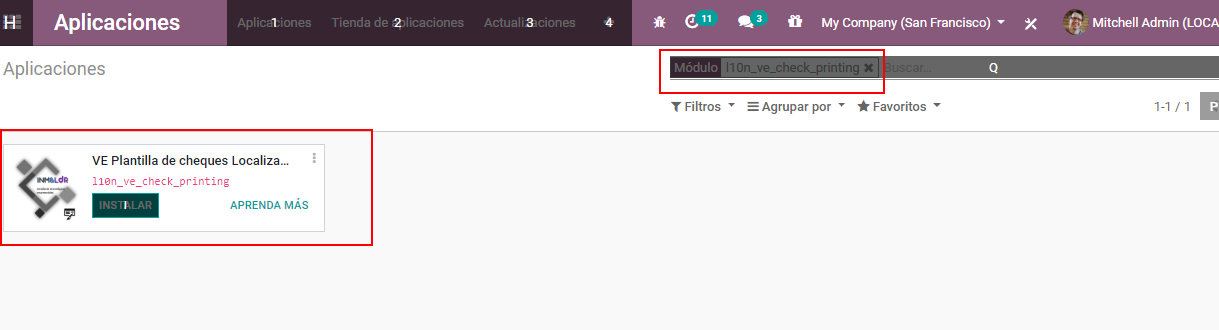 H Aplicaciones Aplicaciones 1 Tienda de Aplicaciones 2 Actualizaciones 3 4 11 3 My Company (San Francisco) Mitchell Admin (LOCA
Aplicaciones
Módulo l10n_ve_check_printing Buscar... Q
Filtros Agrupar por Favoritos 1-1 / 1 P
VE Plantilla de cheques Localiza...
INMALDR
l10n_ve_check_printing
INSTALAR I APRENDA MÁS